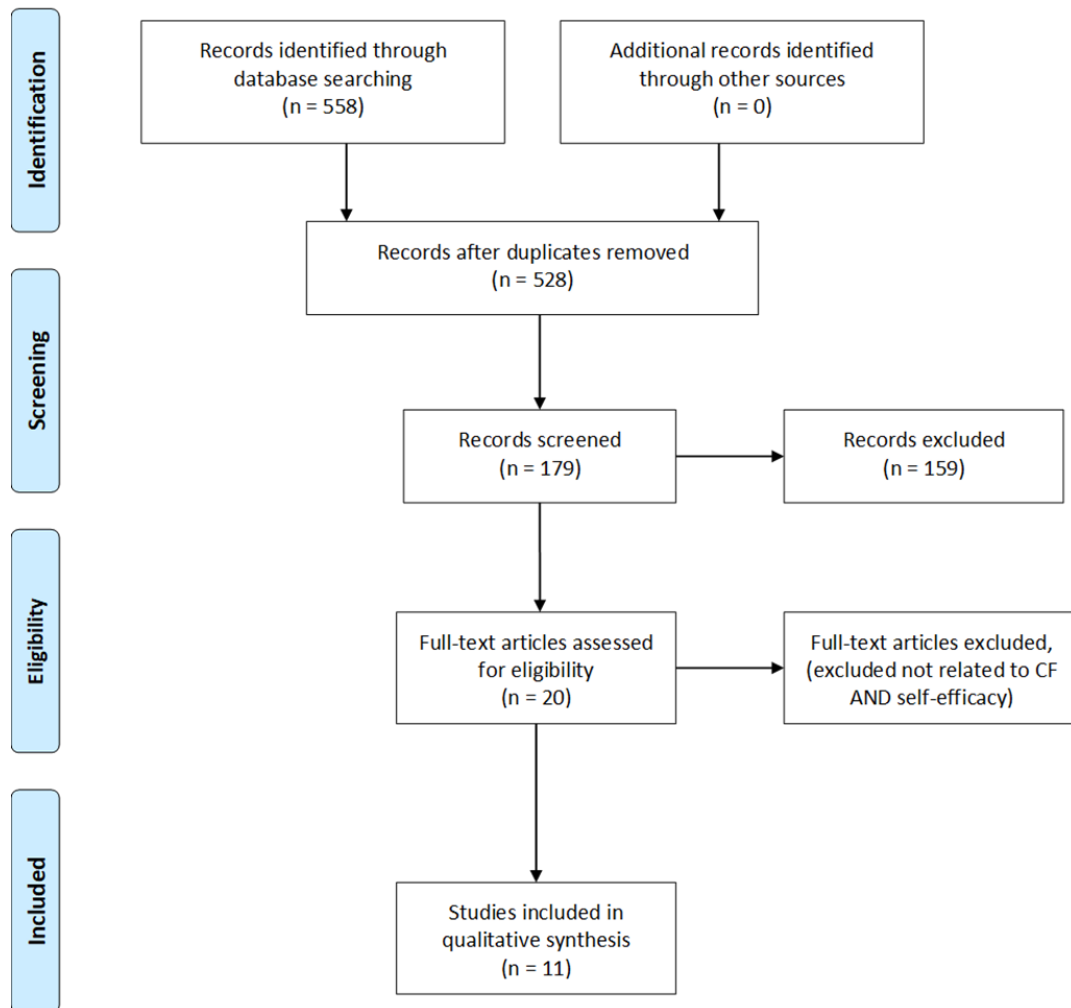 Identification
Records identified through
database searching
(n = 558)
Additional records identified
through other sources
(n = 0)
Records after duplicates removed
(n = 528)
Screening
Records screened
(n = 179)
Records excluded
(n = 159)
Eligibility
Full-text articles assessed
for eligibility
(n = 20)
Full-text articles excluded,
(excluded not related to CF
AND self-efficacy)
Included
Studies included in
qualitative synthesis
(n = 11)